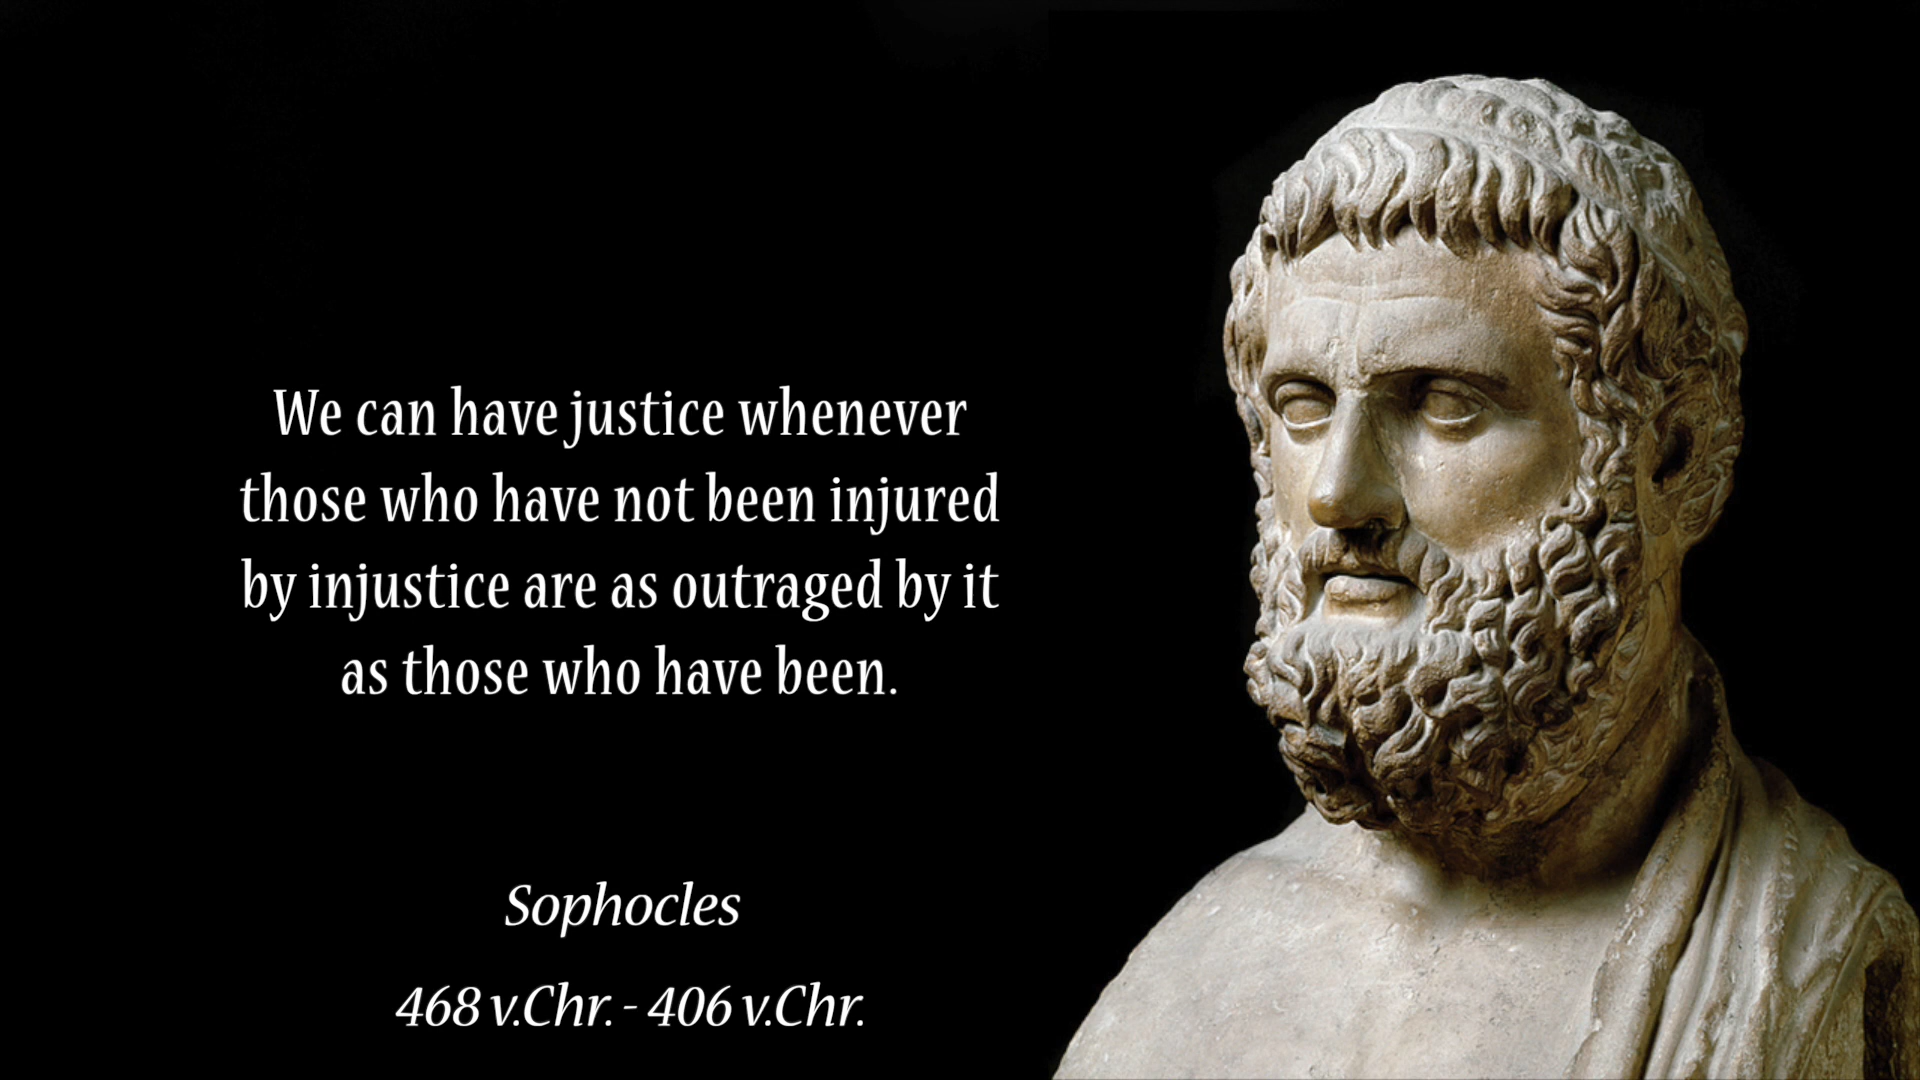 We can have justice whenever
those who have not been injured
by injustice are as outraged by it
as those who have been.
Sophocles
468 v.Chr. - 406 v.Chr.